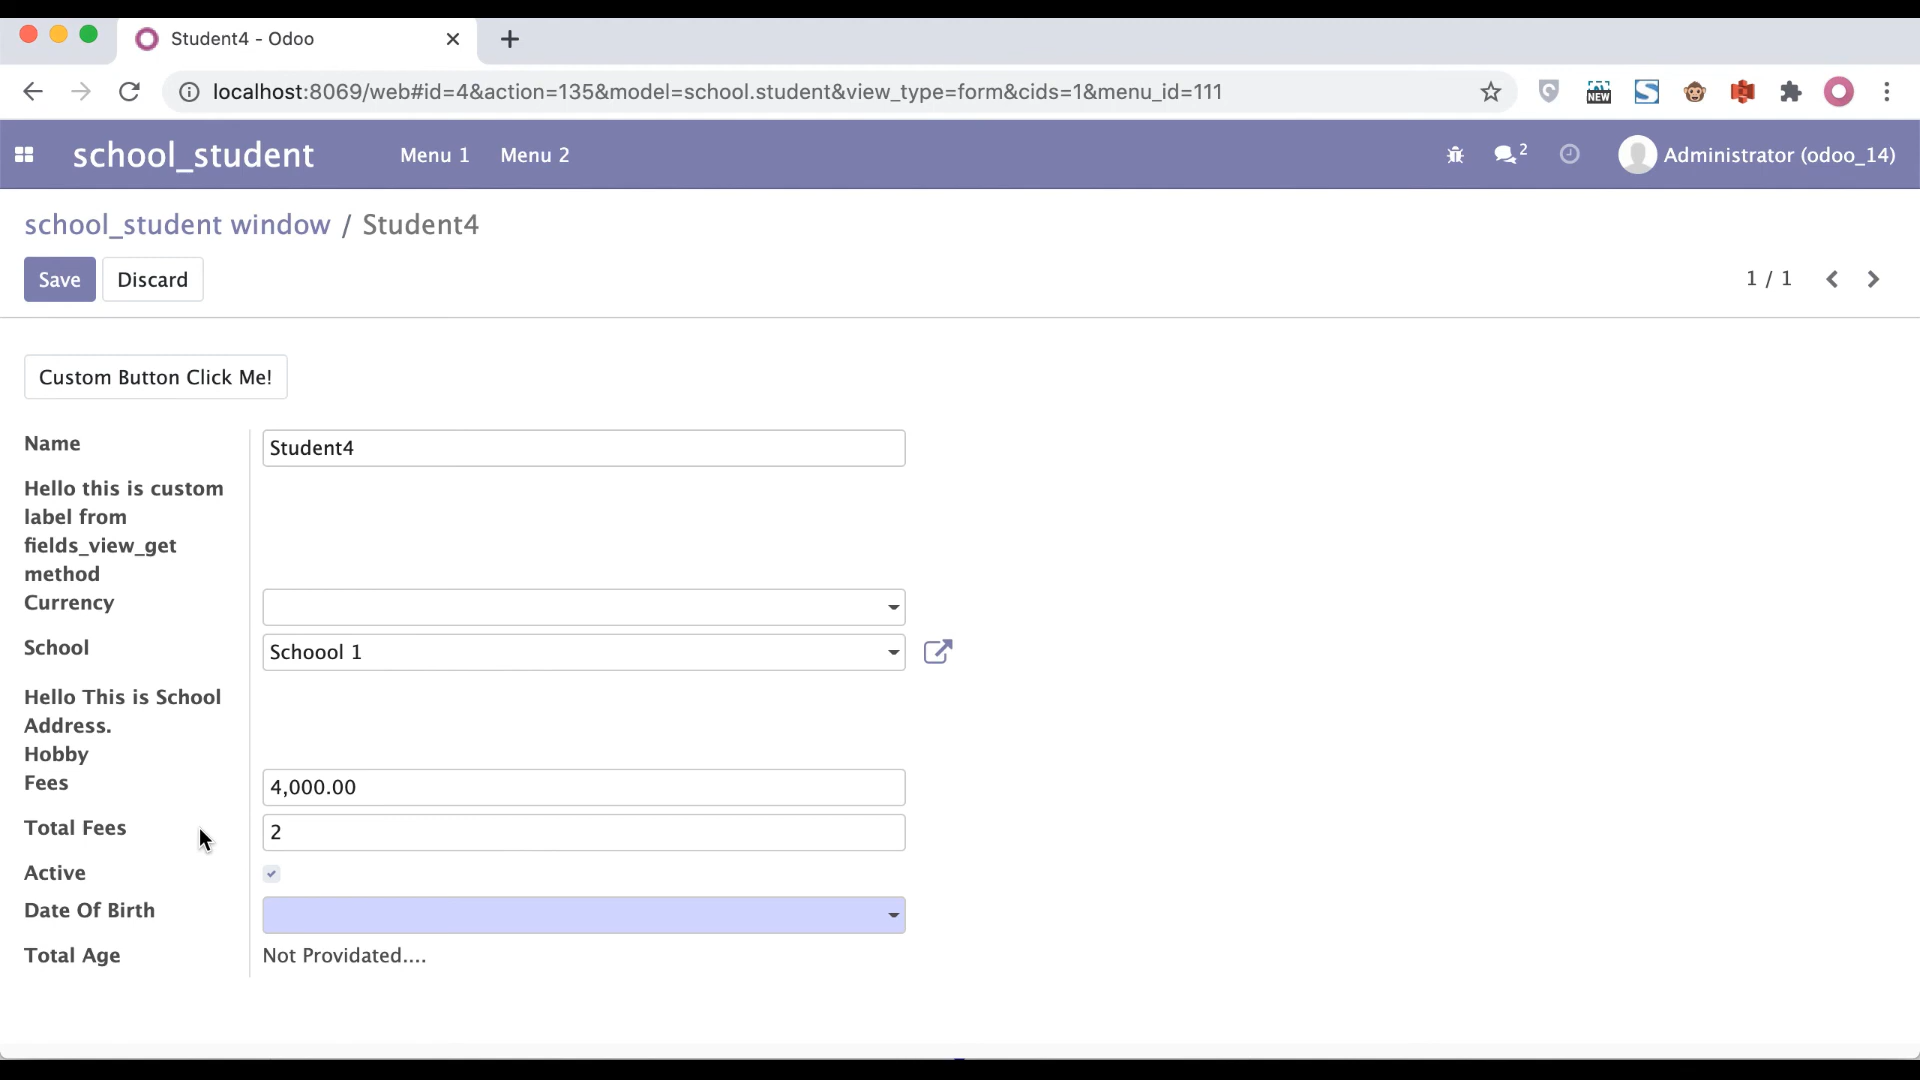 Student4 - Odoo
localhost:8069/web#id=4&action=135&model=school.student&view_type=form&cids=1&menu_id=111
NEW
school_student
Menu 1
Menu 2
2
Administrator (odoo_14)
school_student window / Student4
Save
Discard
1 / 1
Custom Button Click Me!
Name
Student4
Hello this is custom
label from
fields_view_get
method
Currency
School
Schoool 1
Hello This is School
Address.
Hobby
Fees
4,000.00
Total Fees
2
Active
Date Of Birth
Total Age
Not Providated....